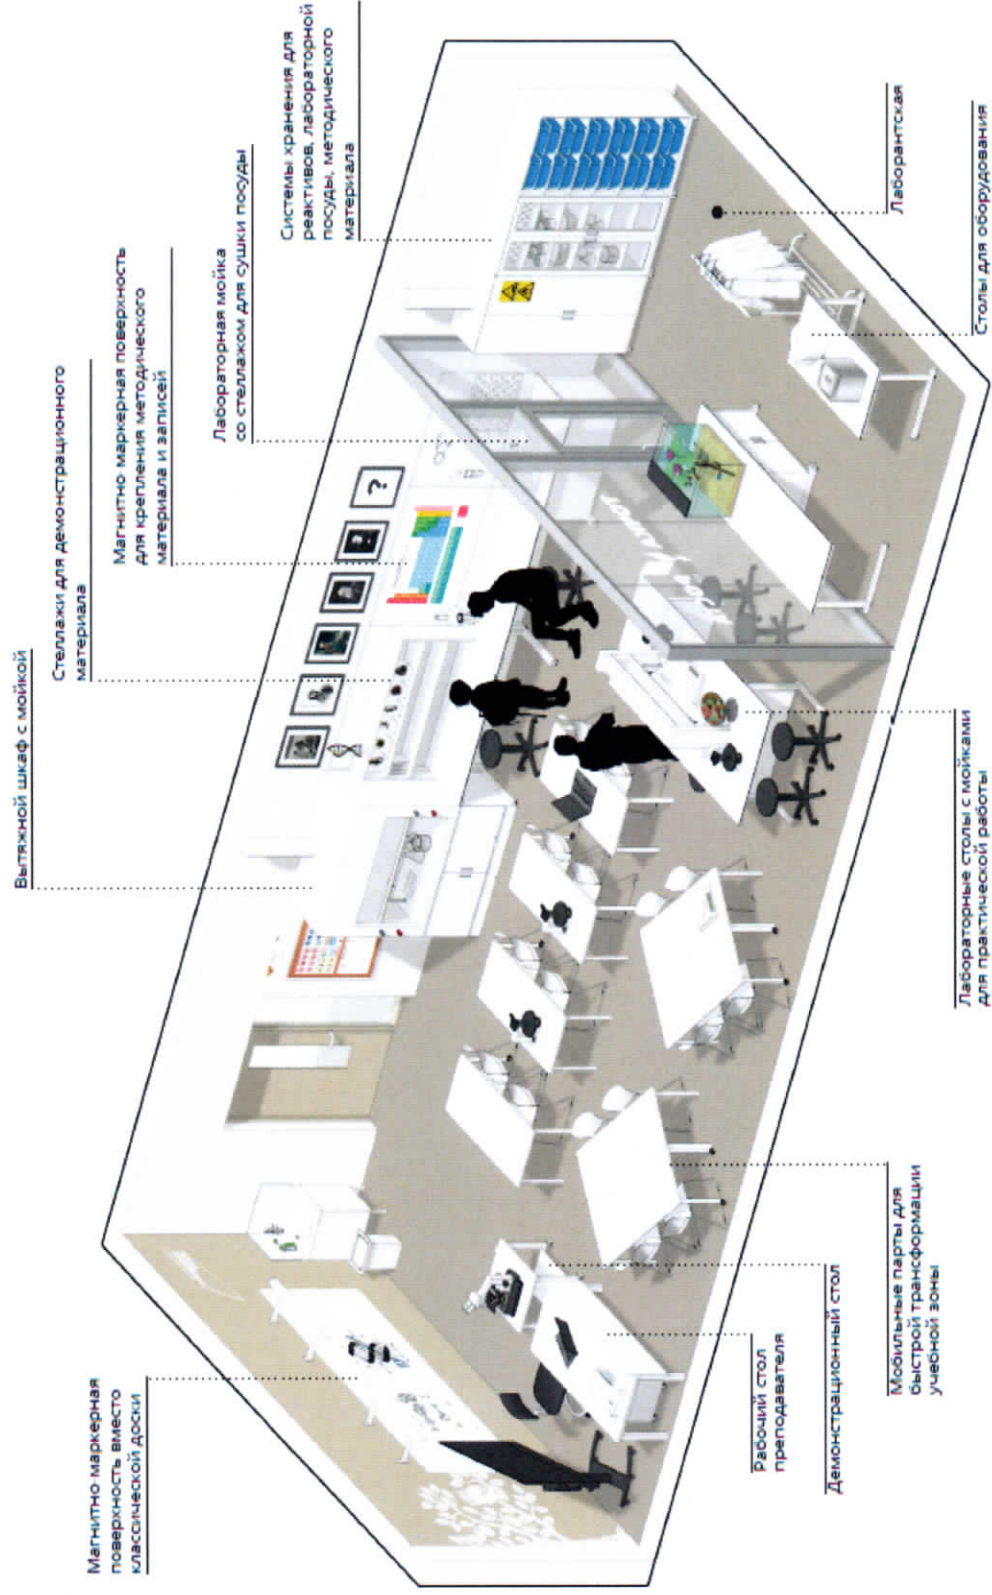 Магнитно-маркерная
поверхность вместо
классической доски
Вытяжной шкаф с мойкой
Стеллажи для демонстрационного
материала
Магнитно маркерная поверхность
для крепления методического
материала и записей
Лабораторная мойка
со стеллажом для сушки посуды
Системы хранения для
реактивов, лабораторной
посуды, методического
материала
?
Рабочий стол
преподавателя
Демонстрационный стол
Мобильные парты для
быстрой трансформации
учебной зоны
Лабораторные столы с мойками
для практической работы
Лаборантская
Столы для оборудования